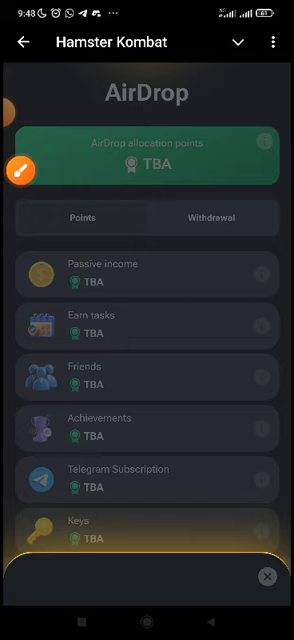 9:48
61
Hamster Kombat
AirDrop
AirDrop allocation points
TBA
Points
Withdrawal
Passive income
TBA
Earn tasks
TBA
Friends
TBA
Achievements
TBA
Telegram Subscription
TBA
Keys
TBA